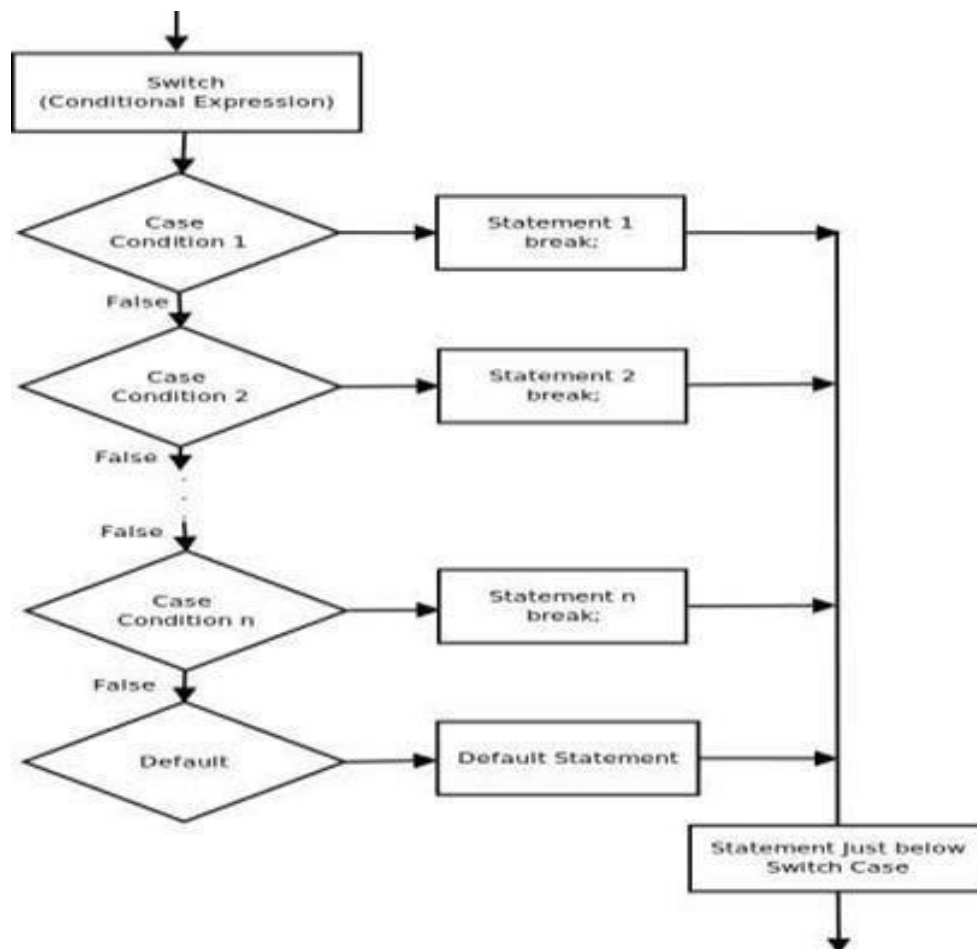 Switch
(Conditional Expression)
Case
Condition 1
Statement 1
break;
False
Case
Condition 2
Statement 2
break;
False
False
Case
Condition n
Statement n
break;
False
Default
Default Statement
Statement Just below
Switch Case